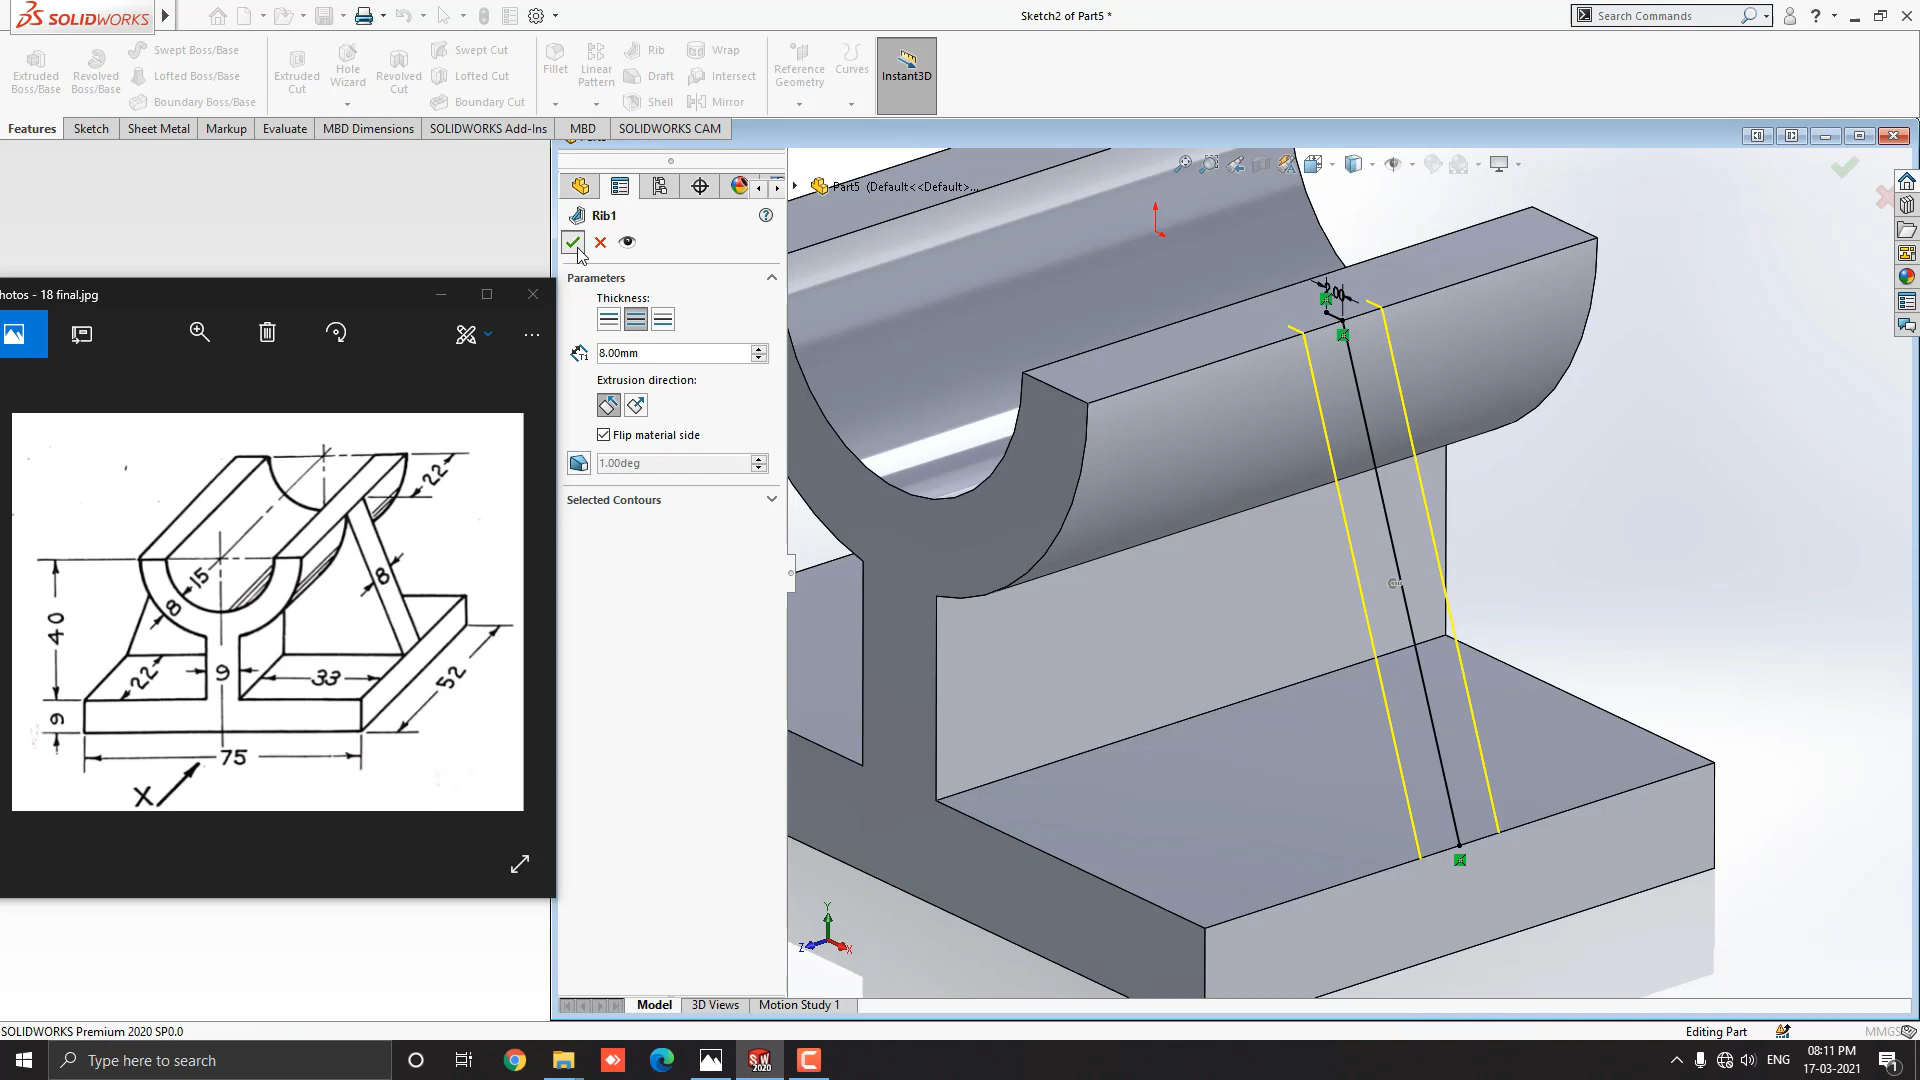 SOLIDWORKS
Sketch2 of Part5 *
Search Commands
Extruded Boss/Base
Revolved Boss/Base
Swept Boss/Base
Lofted Boss/Base
Boundary Boss/Base
Extruded Cut
Hole Wizard
Revolved Cut
Swept Cut
Lofted Cut
Boundary Cut
Fillet
Linear Pattern
Rib
Draft
Shell
Wrap
Intersect
Mirror
Reference Geometry
Curves
Instant3D
Features
Sketch
Sheet Metal
Markup
Evaluate
MBD Dimensions
SOLIDWORKS Add-Ins
MBD
SOLIDWORKS CAM
Part5 (Default<<Default>...
Rib1
Parameters
Thickness:
T1
8.00mm
Extrusion direction:
Flip material side
1.00deg
Selected Contours
hotos - 18 final.jpg
22
15
8
8
40
22
9
33
52
9
75
X
Y
Z
X
Model
3D Views
Motion Study 1
SOLIDWORKS Premium 2020 SP0.0
Editing Part
MMGS
Type here to search
SW
2020
ENG
08:11 PM
17-03-2021
1